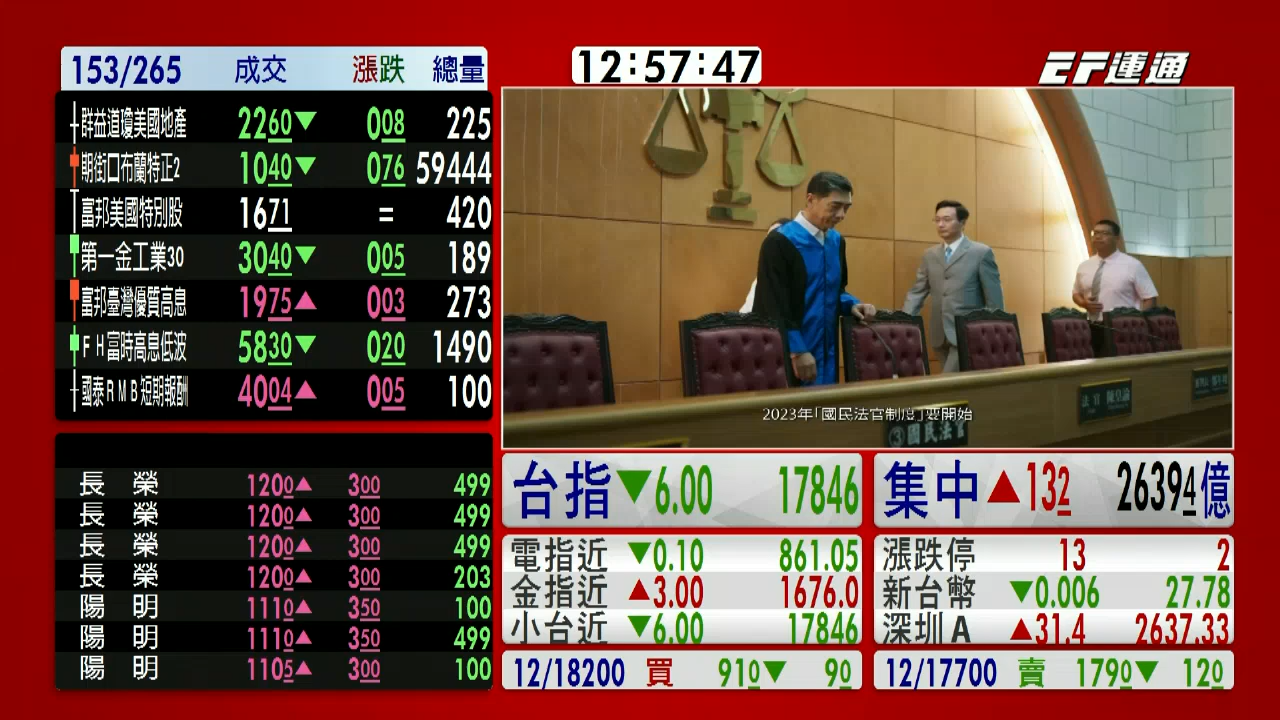 153/265 成交 漲跌 總量
群益道瓊美國地產 2260▼ 008 225
期街口布蘭特正2 1040▼ 076 59444
富邦美國特別股 1671 = 420
第一金工業30 3040▼ 005 189
富邦臺灣優質高息 1975▲ 003 273
FH富時高息低波 5830▼ 020 1490
國泰RMB短期報酬 4004▲ 005 100
長榮 1200▲ 300 499
長榮 1200▲ 300 499
長榮 1200▲ 300 499
長榮 1200▲ 300 203
陽明 1110▲ 350 100
陽明 1110▲ 350 499
陽明 1105▲ 300 100
12:57:47
EF運通
2023年「國民法官制度」要開始
③國民法官
法官
台指▼6.00 17846
電指近 ▼0.10 861.05
金指近 ▲3.00 1676.0
小台近 ▼6.00 17846
12/18200 買 910▼ 90
集中▲132 26394億
漲跌停 13 2
新台幣 ▼0.006 27.78
深圳A ▲31.4 2637.33
12/17700 賣 1790▼ 120